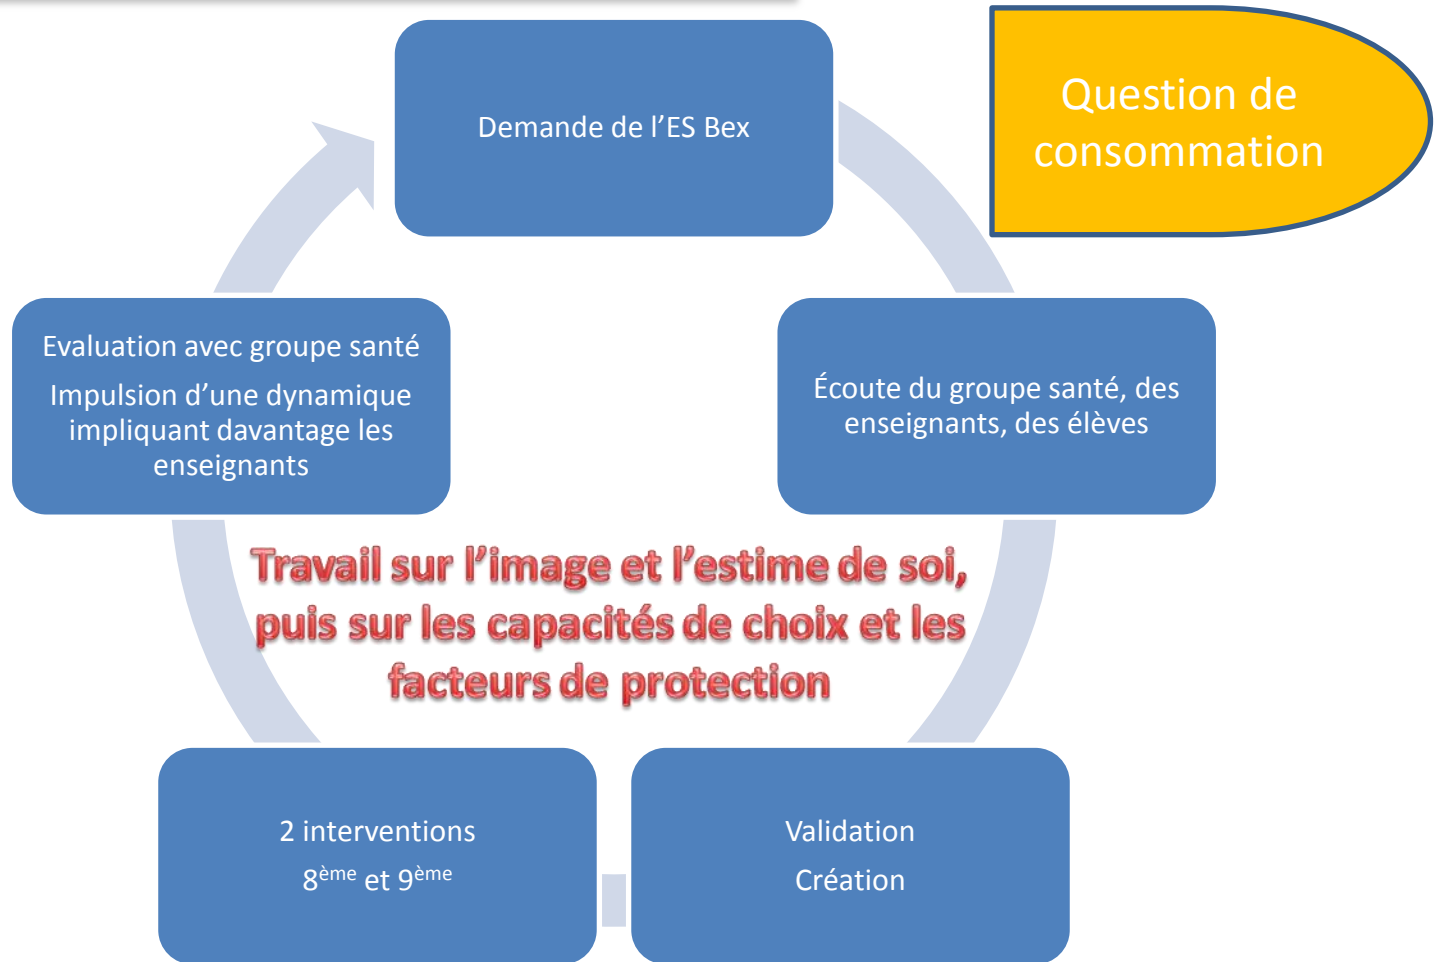 Demande de l’ES Bex
Question de
consommation
Écoute du groupe santé, des
enseignants, des élèves
Validation
Création
2 interventions
8ème et 9ème
Evaluation avec groupe santé
Impulsion d’une dynamique
impliquant davantage les
enseignants
Travail sur l’image et l’estime de soi,
puis sur les capacités de choix et les
facteurs de protection